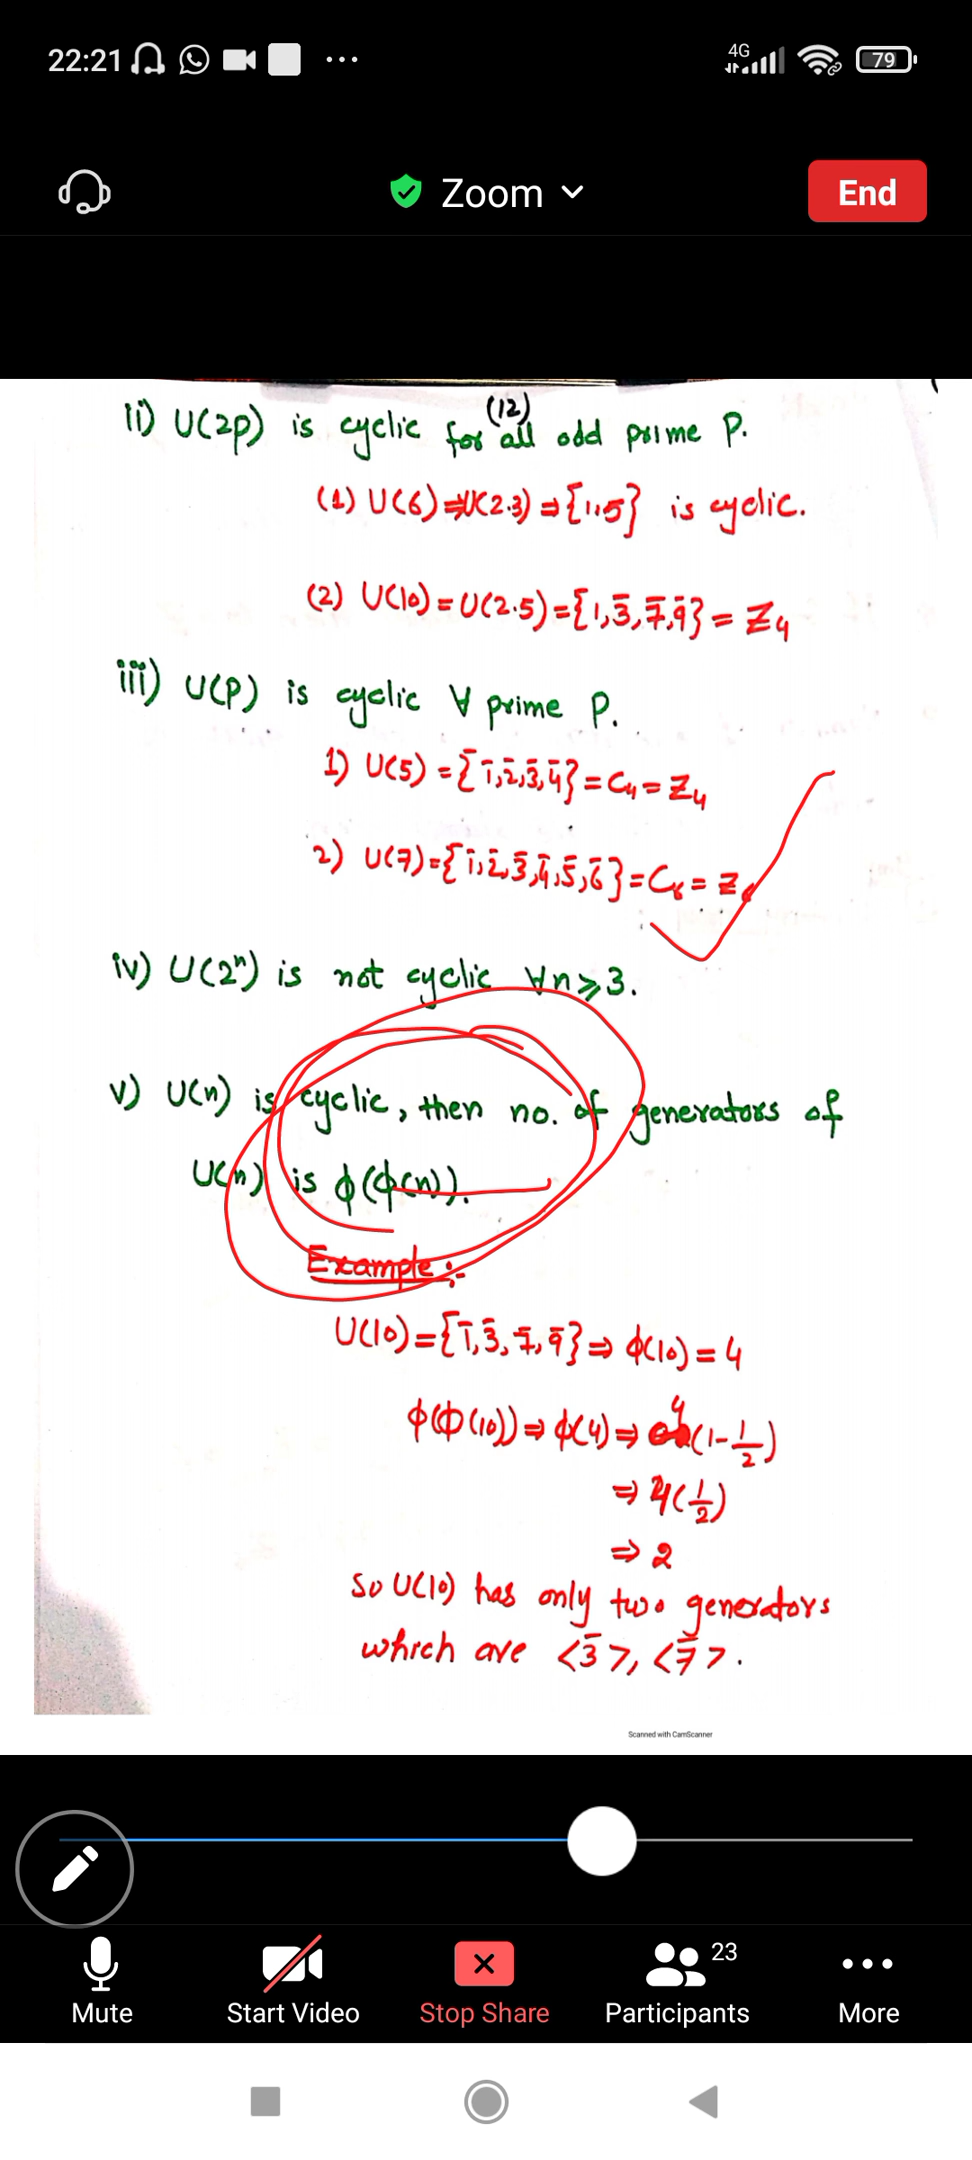 22:21
4G
79
Zoom
End
(12)
ii) U(2p) is cyclic for all odd prime P.
(1) U(6)⇒U(2.3)⇒{1,5} is cyclic.
(2) U(10)=U(2.5)={1,3̄,7̄,9̄}=Z₄
iii) U(P) is cyclic ∀ prime P.
1) U(5)={1̄,2̄,3̄,4̄}=C₄=Z₄
2) U(7)={1̄,2̄,3̄,4̄,5̄,6̄}=C₆=Z₆
iv) U(2ⁿ) is not cyclic ∀n⩾3.
v) U(n) is cyclic, then no. of generators of
U(n) is ϕ(ϕ(n)).
Example:-
U(10)={1̄,3̄,7̄,9̄}⇒ϕ(10)=4
ϕ(ϕ(10))⇒ϕ(4)⇒4(1-1/2)
⇒4(1/2)
⇒2
So U(10) has only two generators
which are <3̄>,<7̄>.
Scanned with CamScanner
23
Mute
Start Video
Stop Share
Participants
More